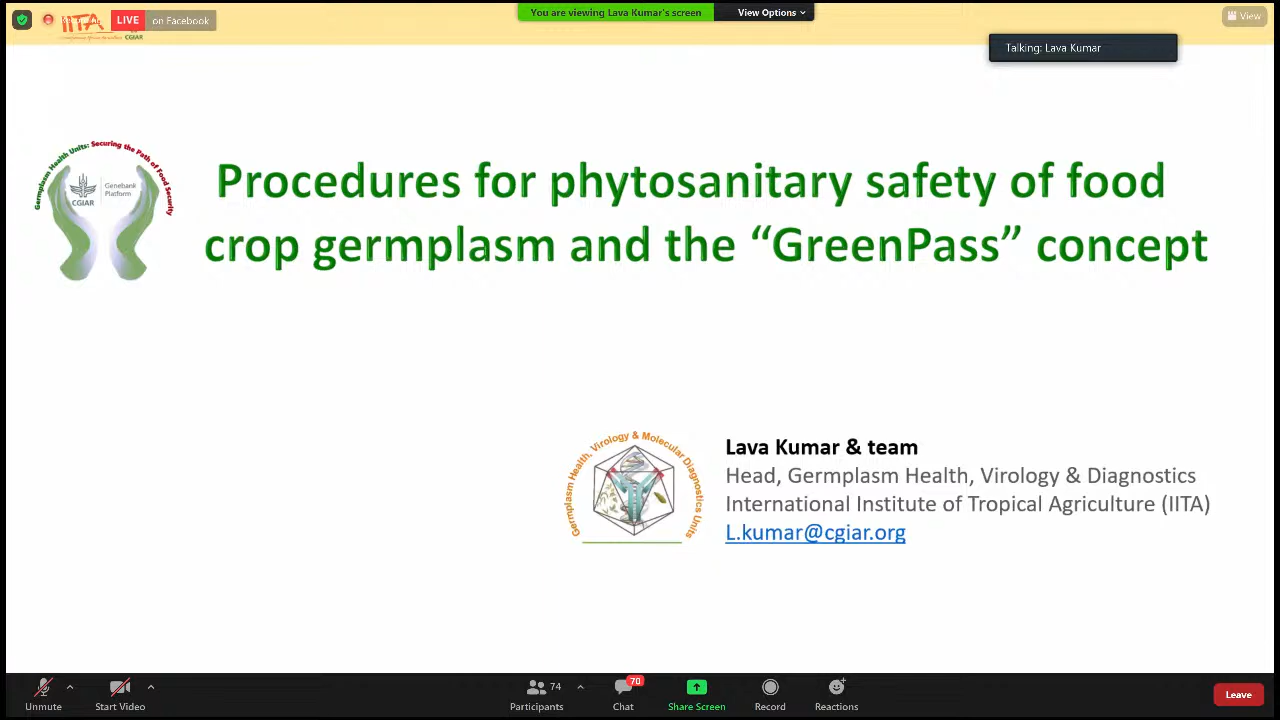 LIVE on Facebook
You are viewing Lava Kumar's screen
View Options
View
IITA
CGIAR
Talking: Lava Kumar
Germplasm Health Units: Securing the Path of Food Security
CGIAR
Genebank
Platform
Procedures for phytosanitary safety of food
crop germplasm and the “GreenPass” concept
Germplasm Health, Virology & Molecular Diagnostics Units
Lava Kumar & team
Head, Germplasm Health, Virology & Diagnostics
International Institute of Tropical Agriculture (IITA)
L.kumar@cgiar.org
Unmute
Start Video
74
Participants
70
Chat
Share Screen
Record
Reactions
Leave